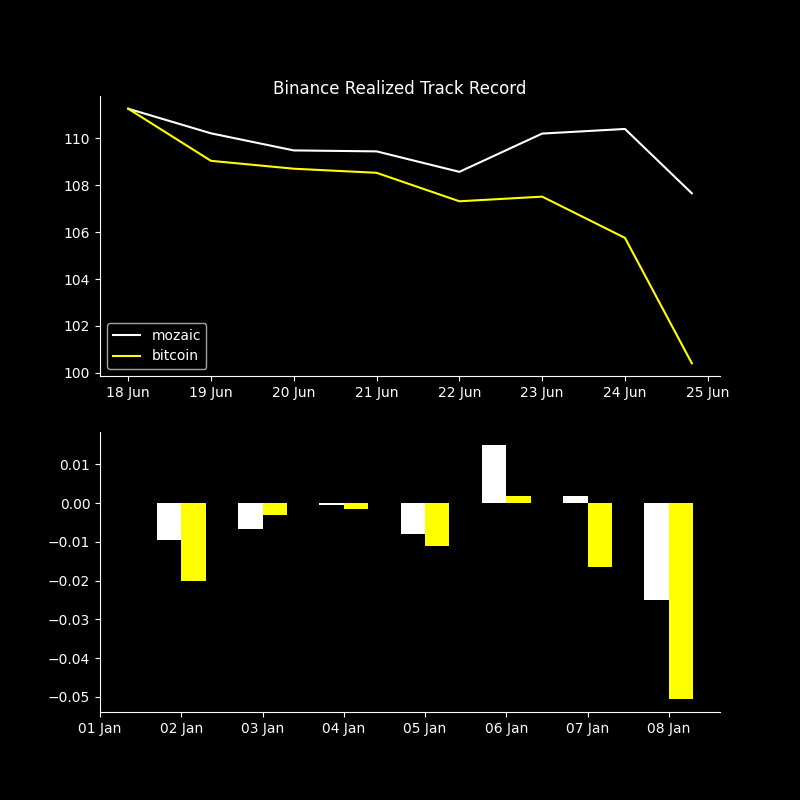 Binance Realized Track Record
110
108
106
104
102
100
mozaic
bitcoin
18 Jun 19 Jun 20 Jun 21 Jun 22 Jun 23 Jun 24 Jun 25 Jun
0.01
0.00
−0.01
−0.02
−0.03
−0.04
−0.05
01 Jan 02 Jan 03 Jan 04 Jan 05 Jan 06 Jan 07 Jan 08 Jan